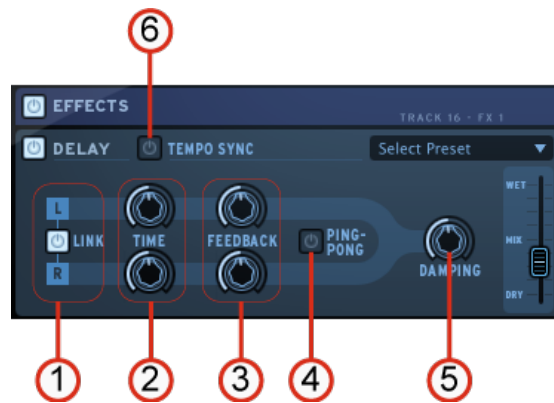 6
EFFECTS
TRACK 16 - FX 1
DELAY
TEMPO SYNC
Select Preset
WET
L
LINK
TIME
FEEDBACK
PING-
PONG
MIX
R
DAMPING
DRY
1
2
3
4
5